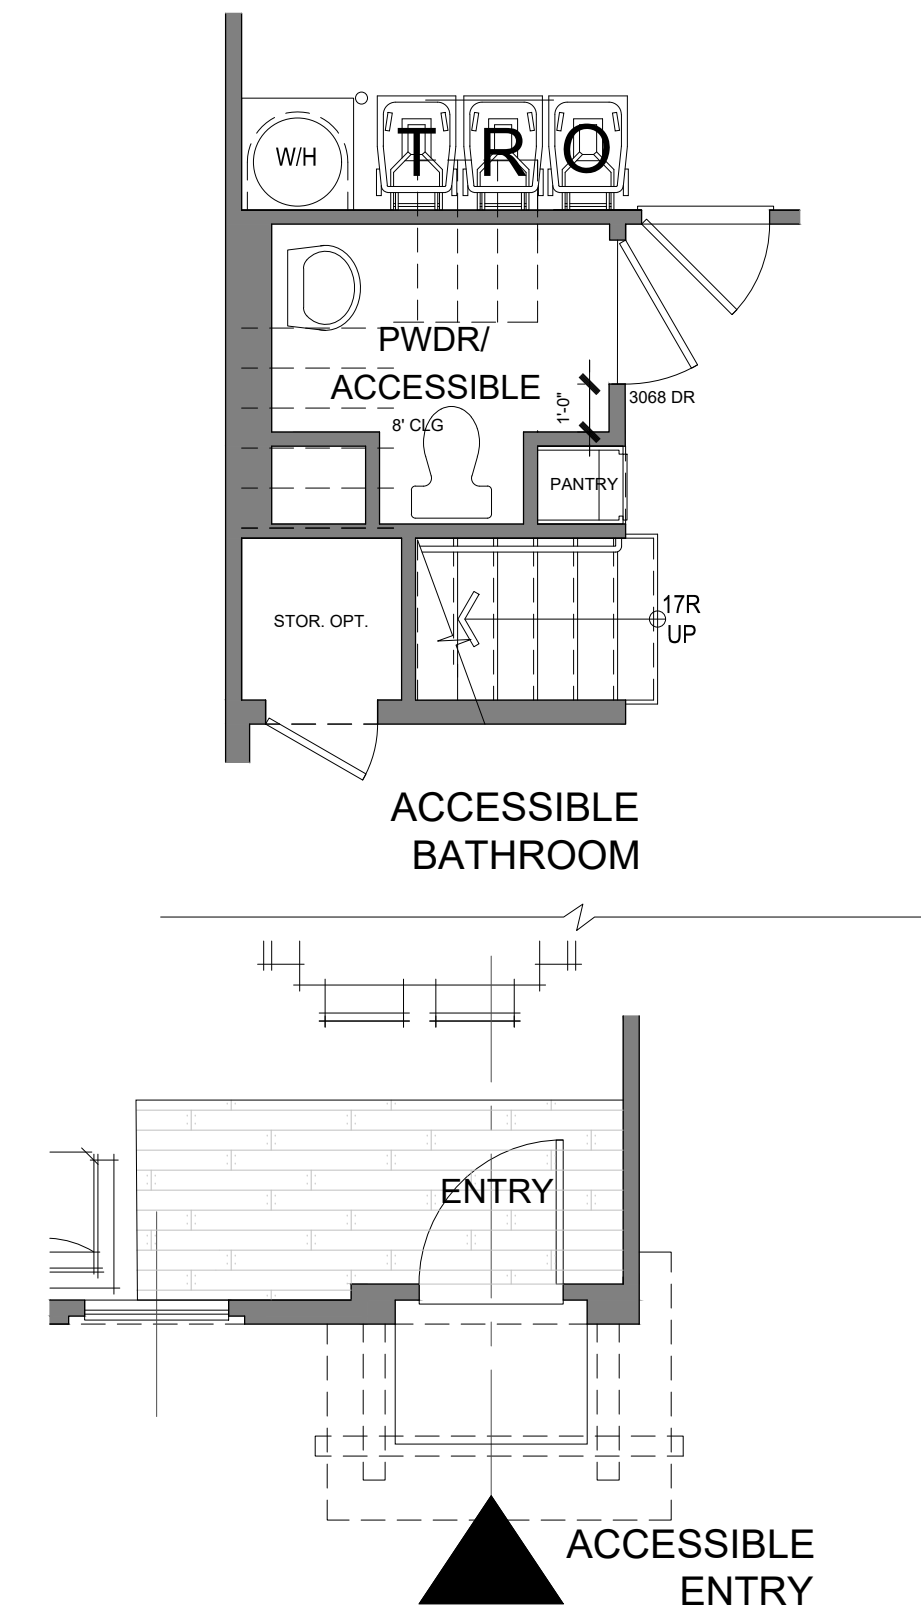 W/H
T R O
PWDR/
ACCESSIBLE
8' CLG
1'-0"
3068 DR
PANTRY
STOR. OPT.
17R
UP
ACCESSIBLE
BATHROOM
ENTRY
ACCESSIBLE
ENTRY